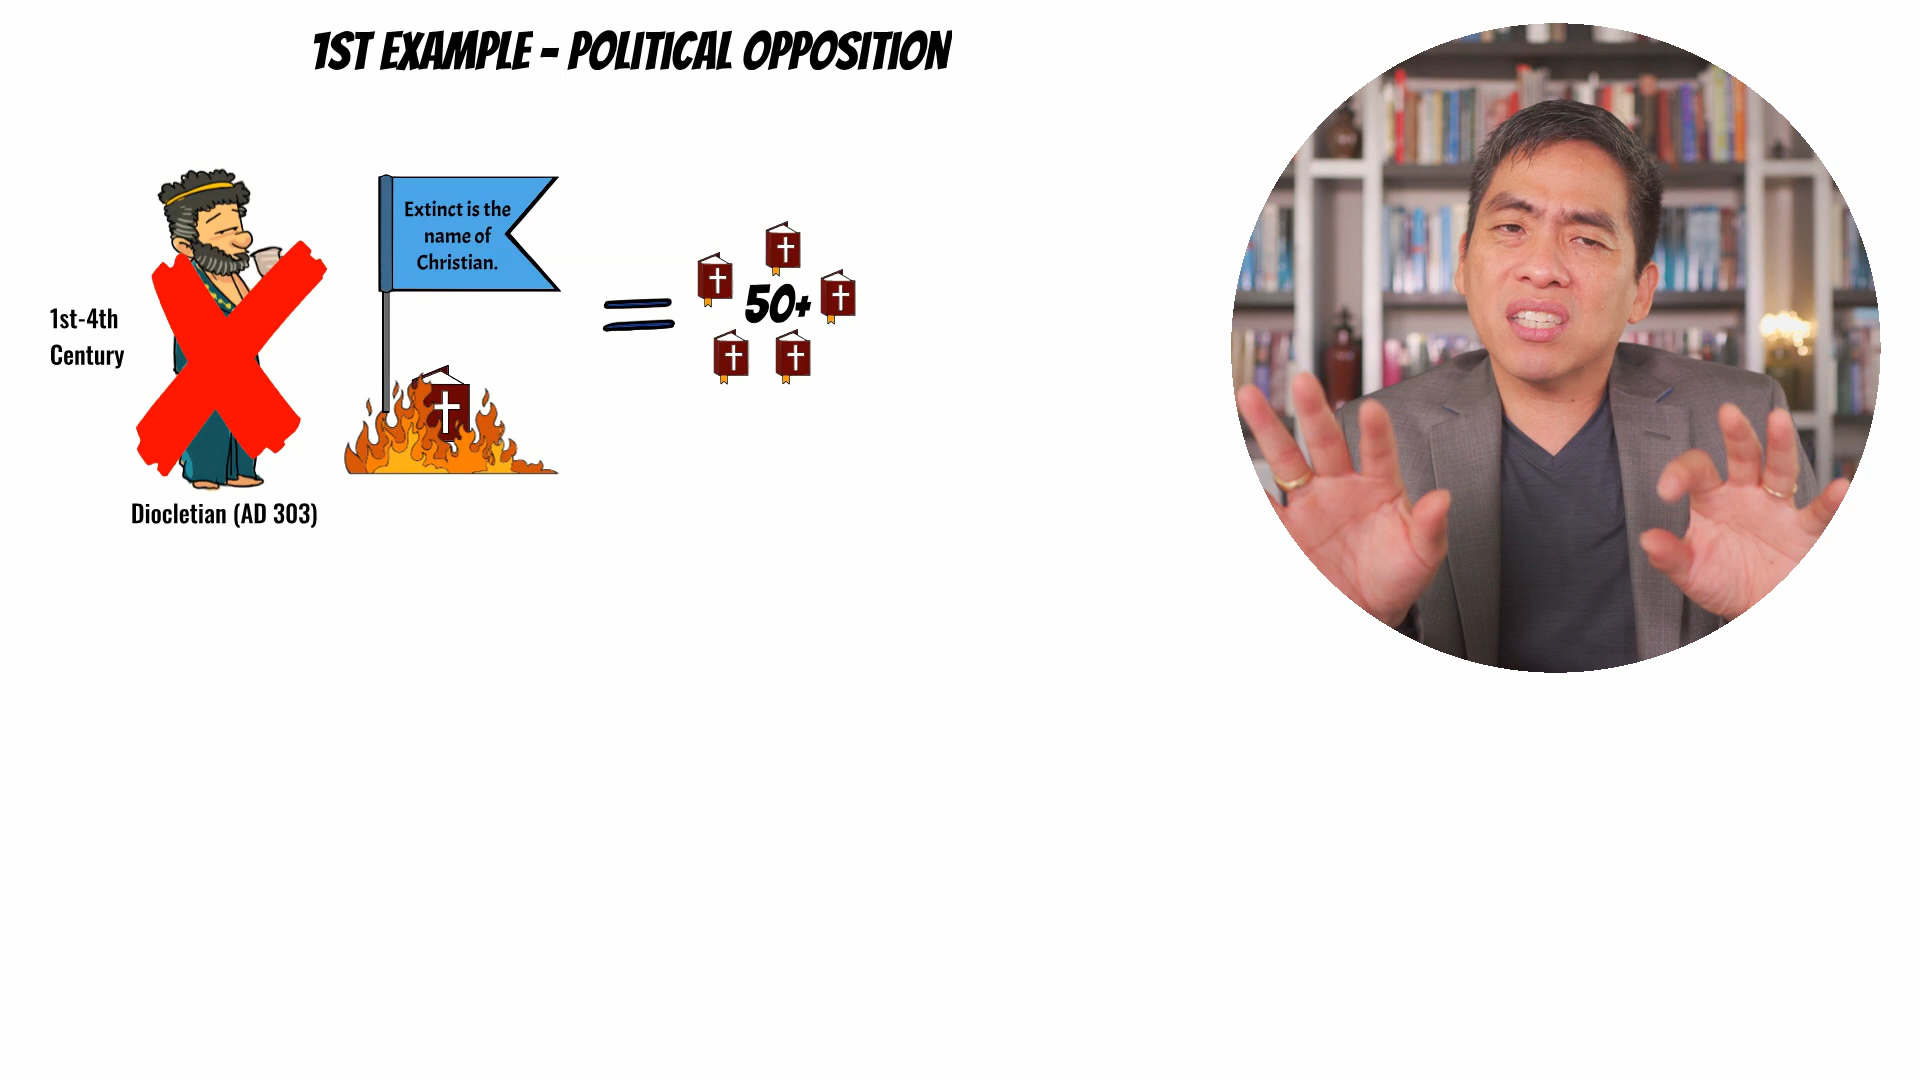 1ST EXAMPLE - POLITICAL OPPOSITION
Extinct is the
name of
Christian.
50+
1st-4th
Century
Diocletian (AD 303)